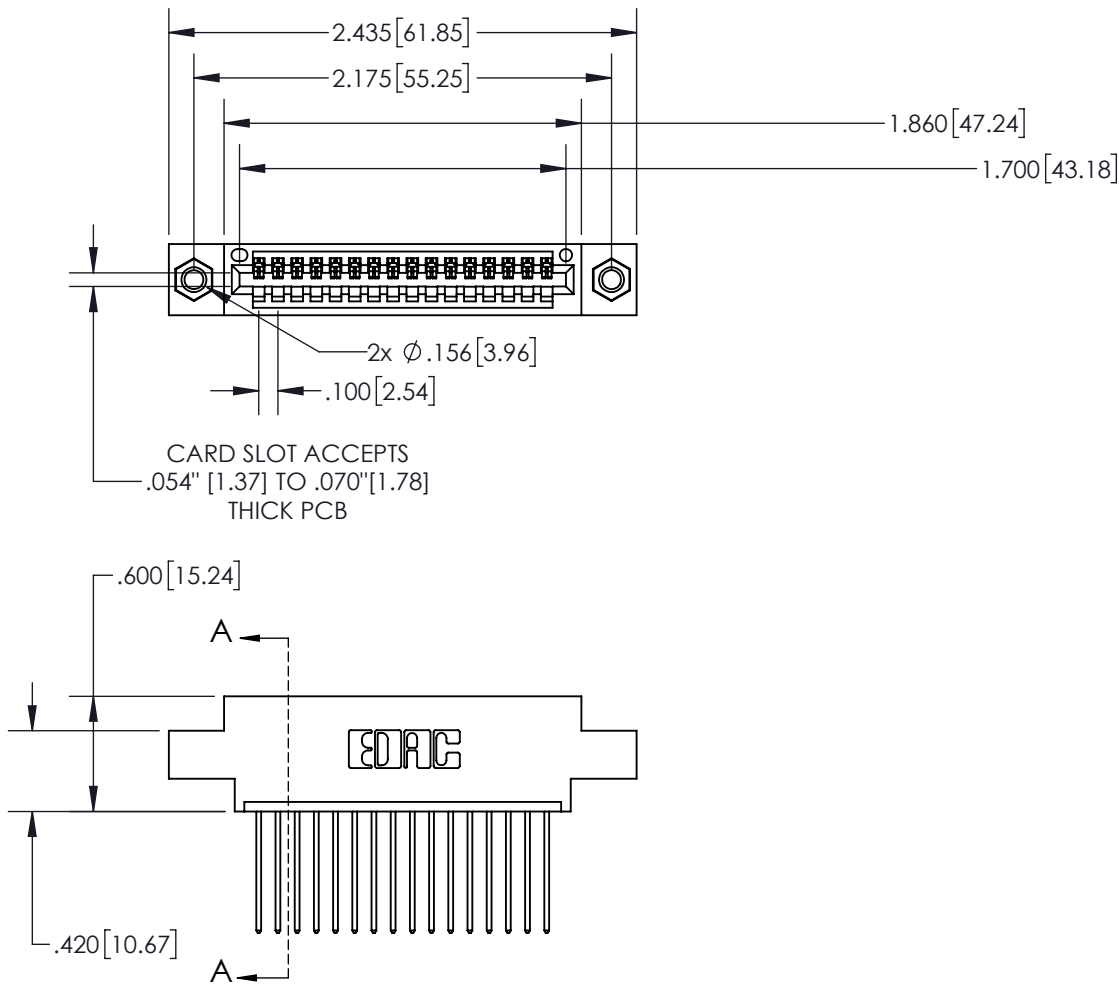 2.435[61.85]
2.175[55.25]
1.860[47.24]
1.700[43.18]
2x Ø.156[3.96]
.100[2.54]
CARD SLOT ACCEPTS
.054" [1.37] TO .070"[1.78]
THICK PCB
.600[15.24]
A
EDAC
.420[10.67]
A